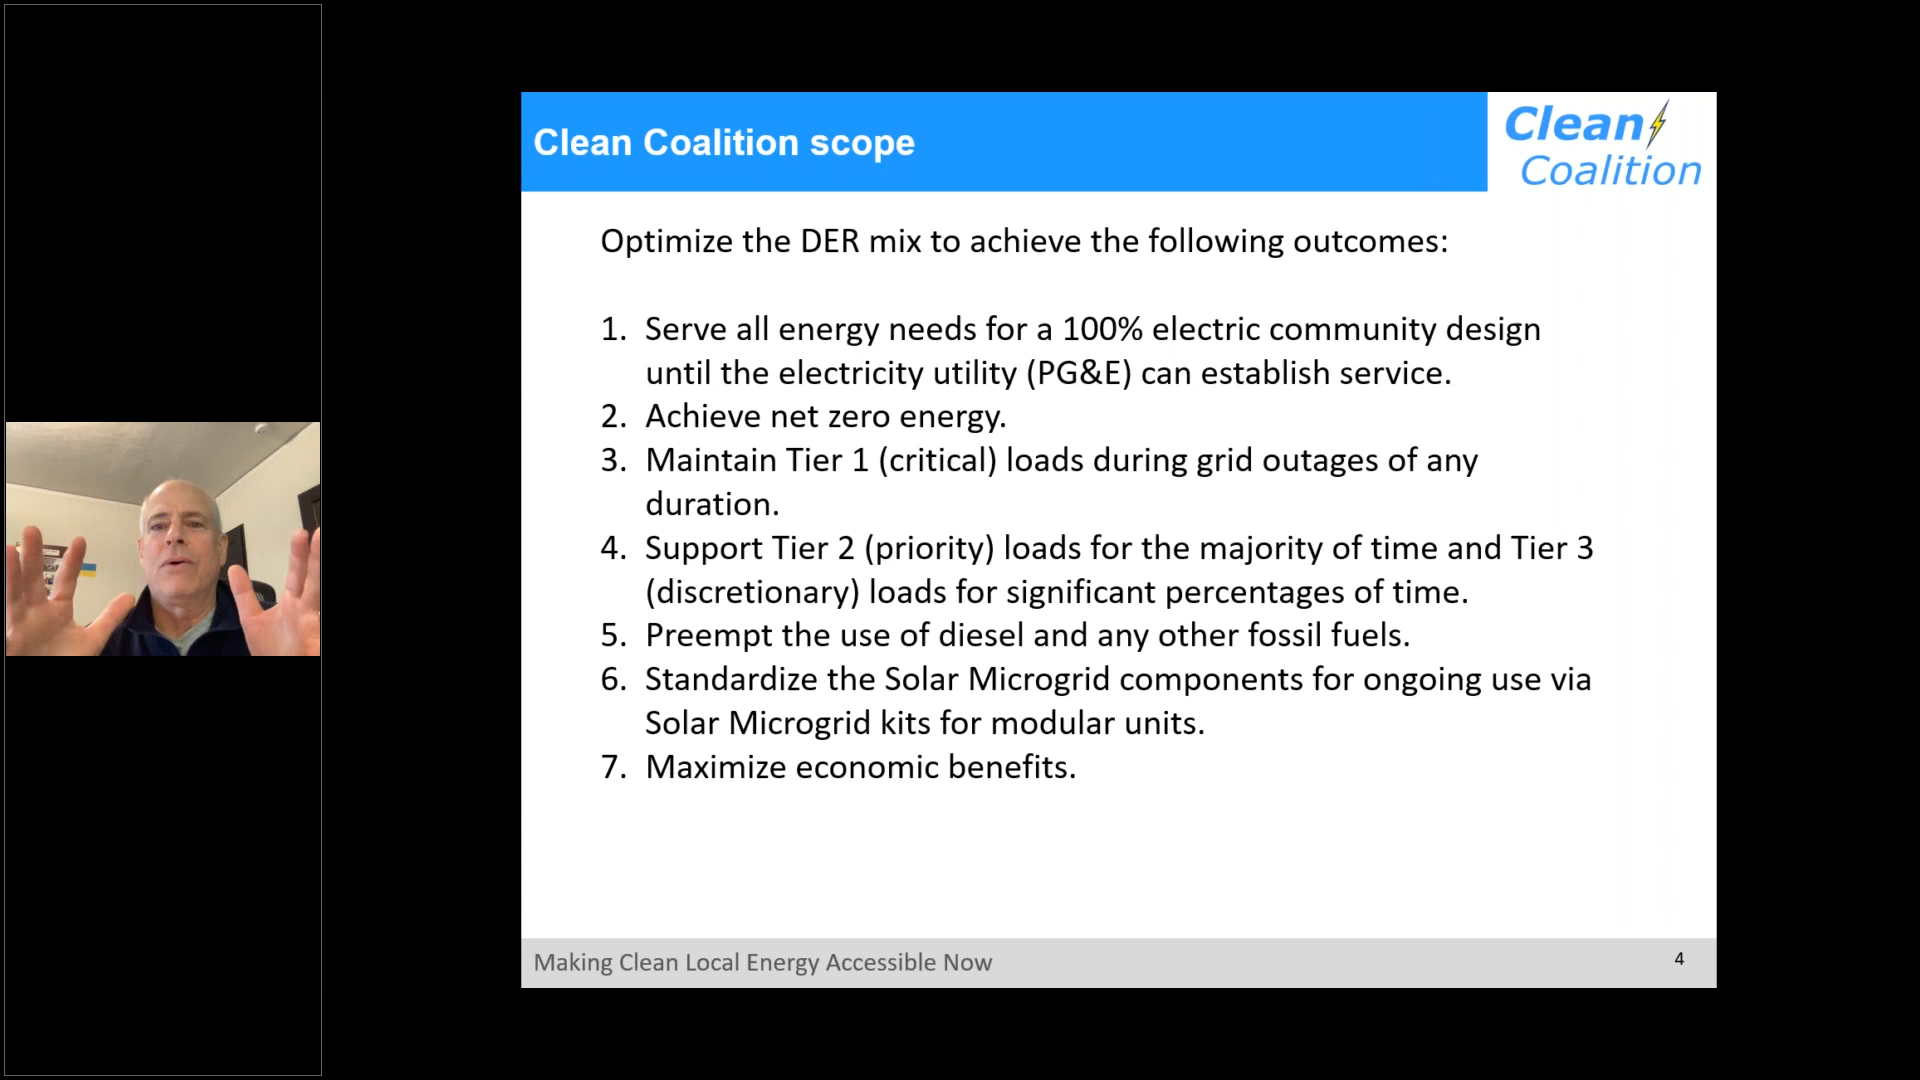 Clean Coalition scope
Clean
Coalition
Optimize the DER mix to achieve the following outcomes:
1. Serve all energy needs for a 100% electric community design
until the electricity utility (PG&E) can establish service.
2. Achieve net zero energy.
3. Maintain Tier 1 (critical) loads during grid outages of any
duration.
4. Support Tier 2 (priority) loads for the majority of time and Tier 3
(discretionary) loads for significant percentages of time.
5. Preempt the use of diesel and any other fossil fuels.
6. Standardize the Solar Microgrid components for ongoing use via
Solar Microgrid kits for modular units.
7. Maximize economic benefits.
Making Clean Local Energy Accessible Now
4